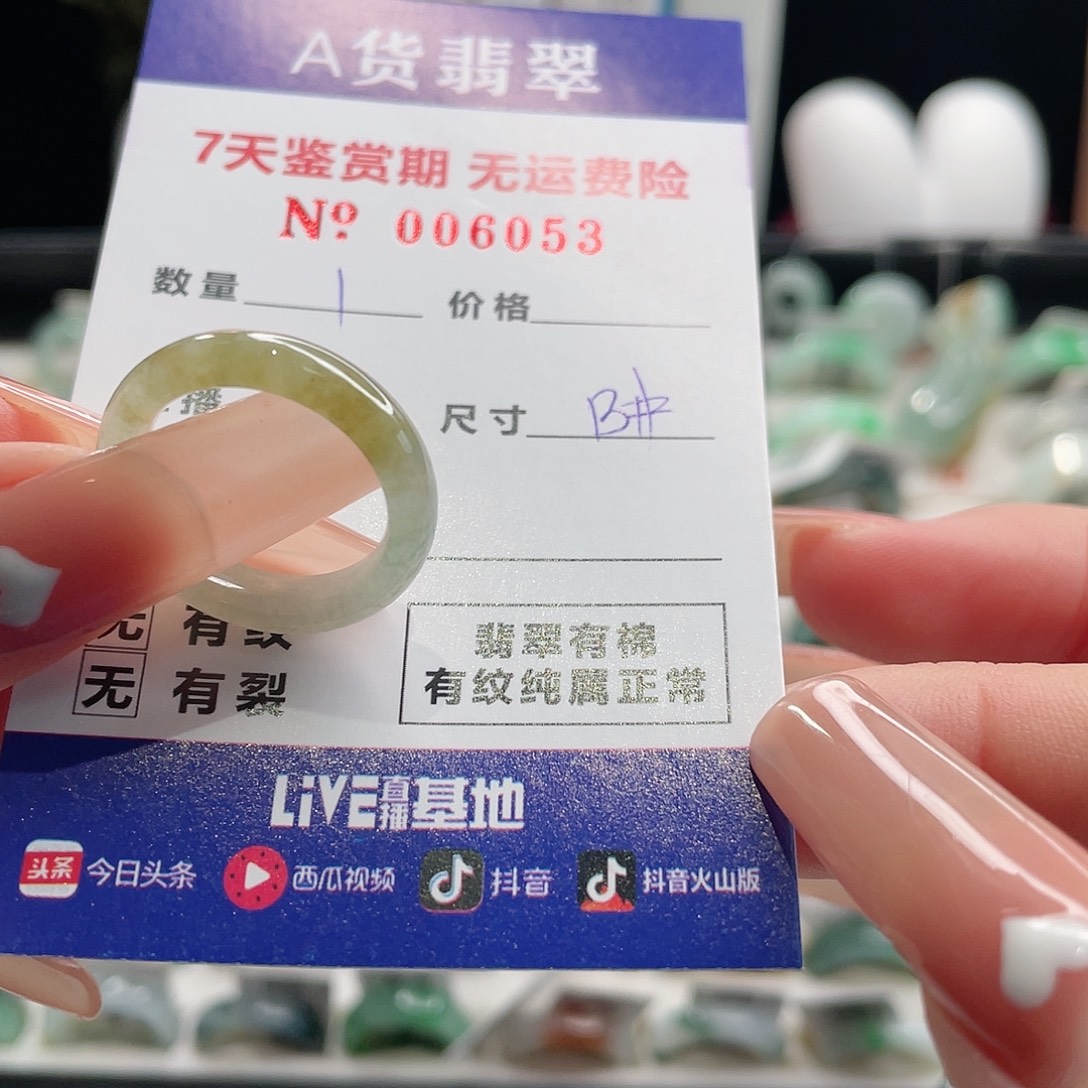 A货翡翠
7天鉴赏期 无运费险
Nº 006053
数量 1 价格
播 尺寸
无 有纹
无 有裂
翡翠有棉
有纹纯属正常
LiVE直播基地
头条 今日头条 西瓜视频 抖音 抖音火山版